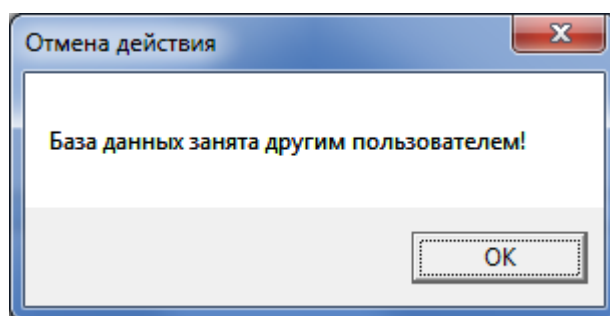 Отмена действия
База данных занята другим пользователем!
OK